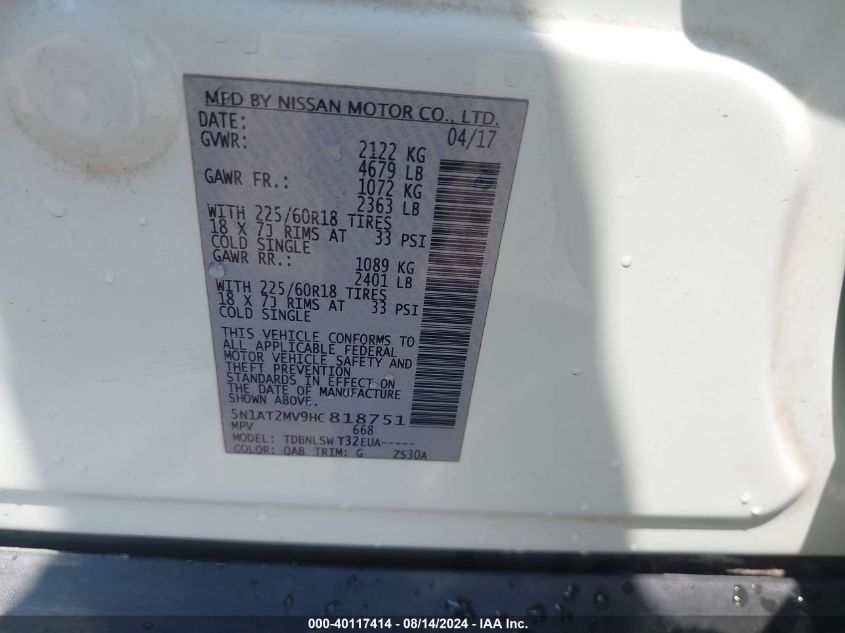 MFD BY NISSAN MOTOR CO., LTD.
DATE: 04/17
GVWR: 2122 KG
4679 LB
GAWR FR.: 1072 KG
2363 LB
WITH 225/60R18 TIRES
18 X 7J RIMS AT 33 PSI
COLD SINGLE
GAWR RR.: 1089 KG
2401 LB
WITH 225/60R18 TIRES
18 X 7J RIMS AT 33 PSI
COLD SINGLE
THIS VEHICLE CONFORMS TO
ALL APPLICABLE FEDERAL
MOTOR VEHICLE SAFETY AND
THEFT PREVENTION
STANDARDS IN EFFECT ON
THE DATE OF MANUFACTURE
SHOWN ABOVE.
5N1AT2MV9HC818751
MPV 668
MODEL: TDBNLSW T32EUA-----
COLOR: QAB TRIM: G ZS30A
000-40117414 - 08/14/2024 - IAA Inc.